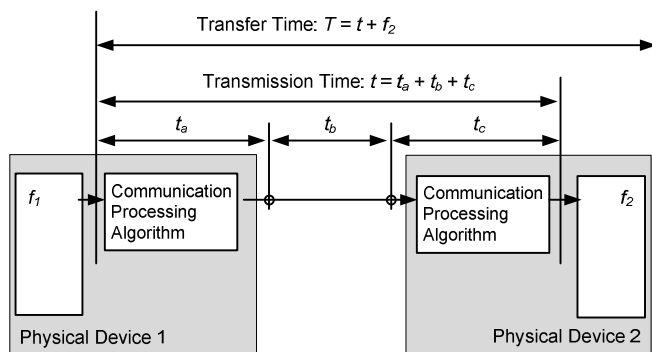 Transfer Time: T = t + f2
Transmission Time: t = ta + tb + tc
ta
tb
tc
f1
Communication
Processing
Algorithm
Communication
Processing
Algorithm
f2
Physical Device 1
Physical Device 2